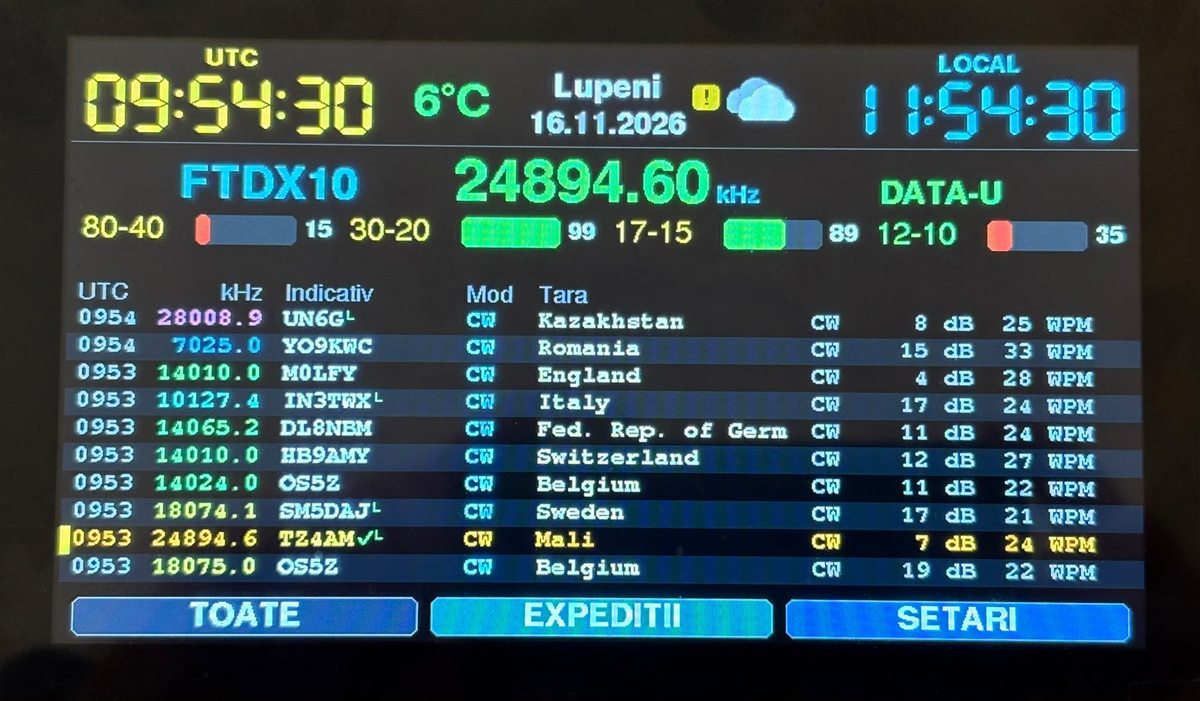 UTC LOCAL
09:54:30 6°C Lupeni ! 11:54:30
16.11.2026
FTDX10 24894.60 kHz DATA-U
80-40 15 30-20 99 17-15 89 12-10 35
UTC kHz Indicativ Mod Tara
0954 28008.9 UN6G L CW Kazakhstan CW 8 dB 25 WPM
0954 7025.0 YO9KWC CW Romania CW 15 dB 33 WPM
0953 14010.0 M0LFY CW England CW 4 dB 28 WPM
0953 10127.4 IN3TWX L CW Italy CW 17 dB 24 WPM
0953 14065.2 DL8NBM CW Fed. Rep. of Germ CW 11 dB 24 WPM
0953 14010.0 HB9AMY CW Switzerland CW 12 dB 27 WPM
0953 14024.0 OS5Z CW Belgium CW 11 dB 22 WPM
0953 18074.1 SM5DAJ L CW Sweden CW 17 dB 21 WPM
0953 24894.6 TZ4AM ✓ L CW Mali CW 7 dB 24 WPM
0953 18075.0 OS5Z CW Belgium CW 19 dB 22 WPM
TOATE EXPEDITII SETARI